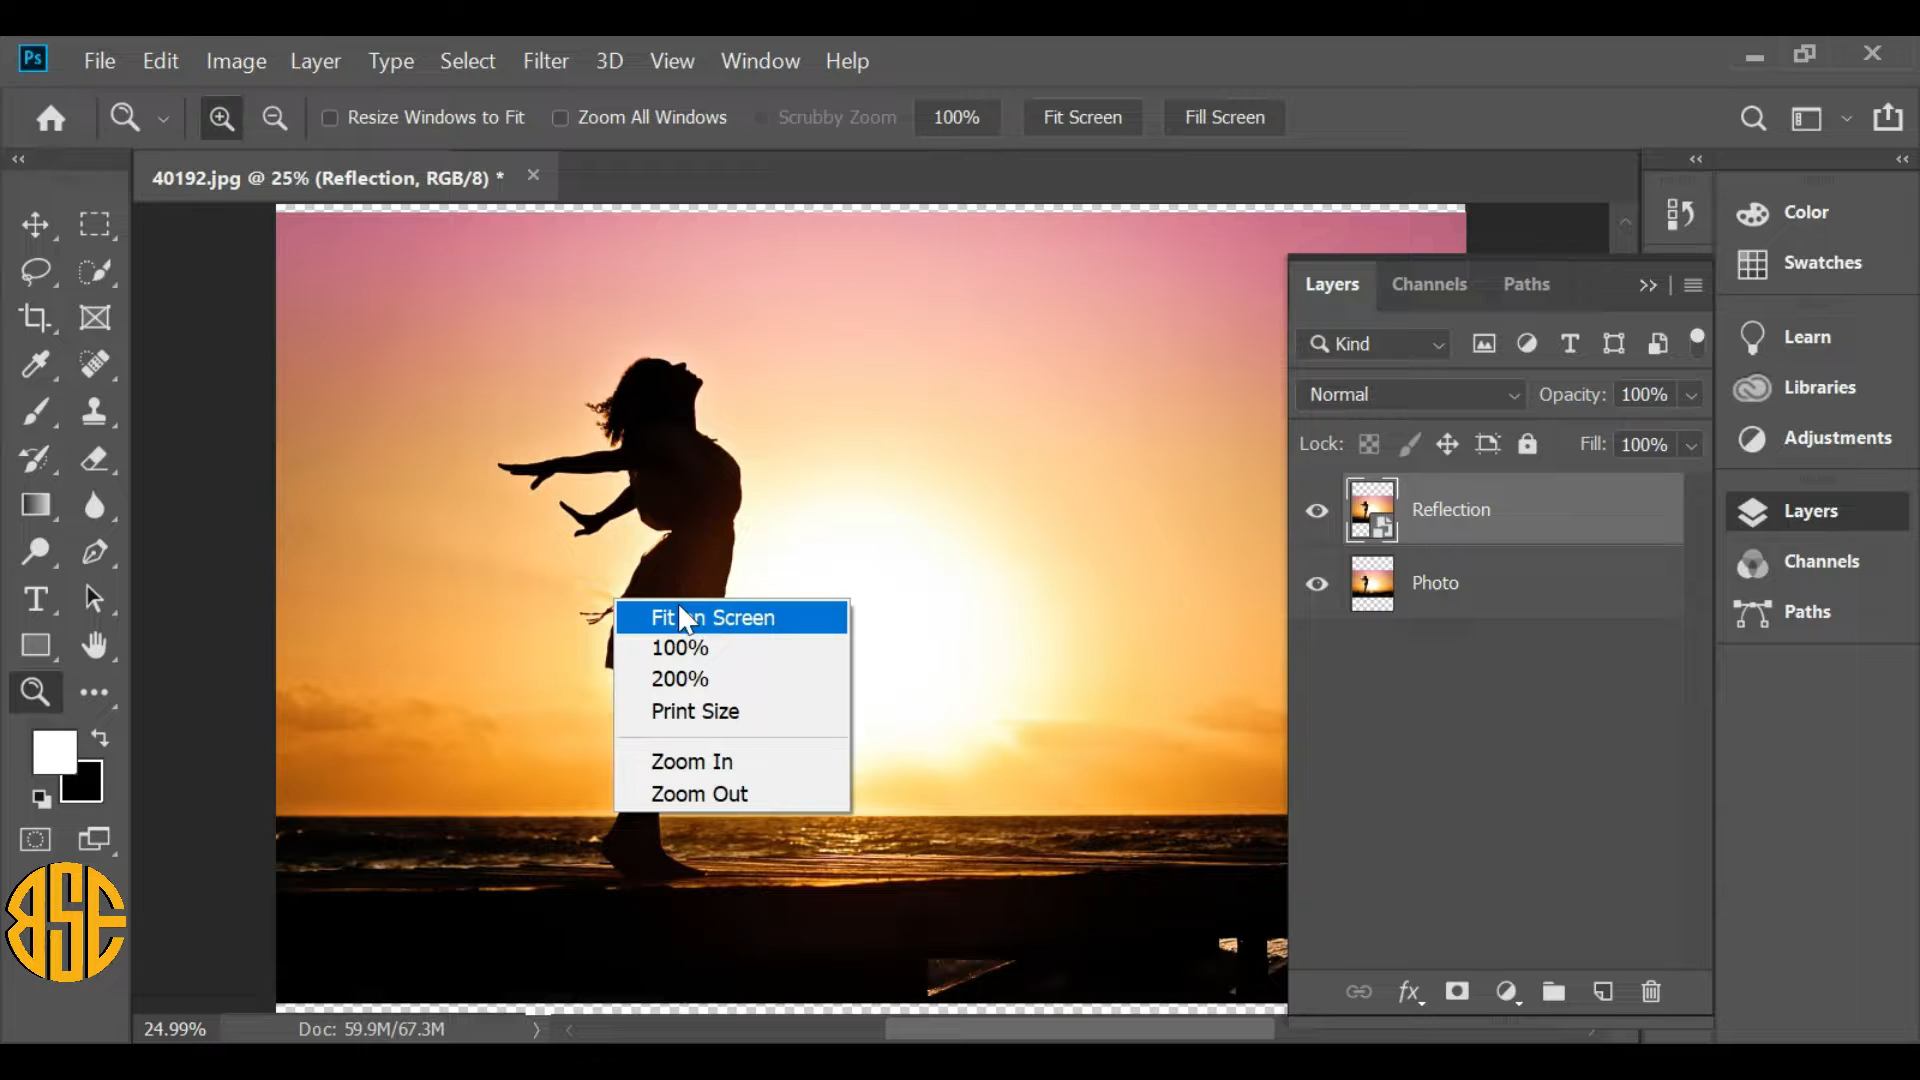 Ps File Edit Image Layer Type Select Filter 3D View Window Help
Resize Windows to Fit Zoom All Windows Scrubby Zoom 100% Fit Screen Fill Screen
40192.jpg @ 25% (Reflection, RGB/8) *
Color
Swatches
Learn
Libraries
Adjustments
Layers
Channels
Paths
Layers Channels Paths
Kind
Normal Opacity: 100%
Lock: Fill: 100%
Reflection
Photo
fx
Fit on Screen
100%
200%
Print Size
Zoom In
Zoom Out
BSE
24.99% Doc: 59.9M/67.3M